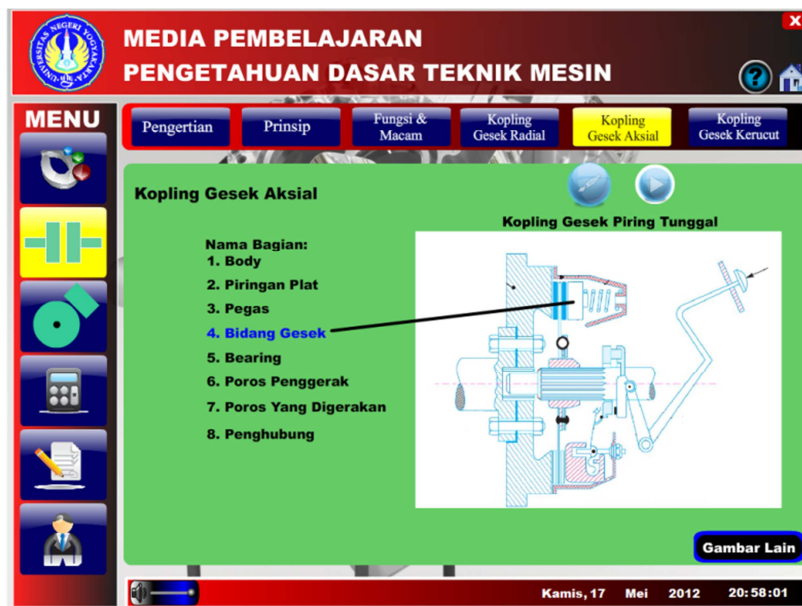 UNIVERSITAS NEGERI YOGYAKARTA
MEDIA PEMBELAJARAN
PENGETAHUAN DASAR TEKNIK MESIN
X
?
MENU
Pengertian
Prinsip
Fungsi &
Macam
Kopling
Gesek Radial
Kopling
Gesek Aksial
Kopling
Gesek Kerucut
Kopling Gesek Aksial
Kopling Gesek Piring Tunggal
Nama Bagian:
1. Body
2. Piringan Plat
3. Pegas
4. Bidang Gesek
5. Bearing
6. Poros Penggerak
7. Poros Yang Digerakan
8. Penghubung
Gambar Lain
Kamis, 17 Mei 2012 20:58:01